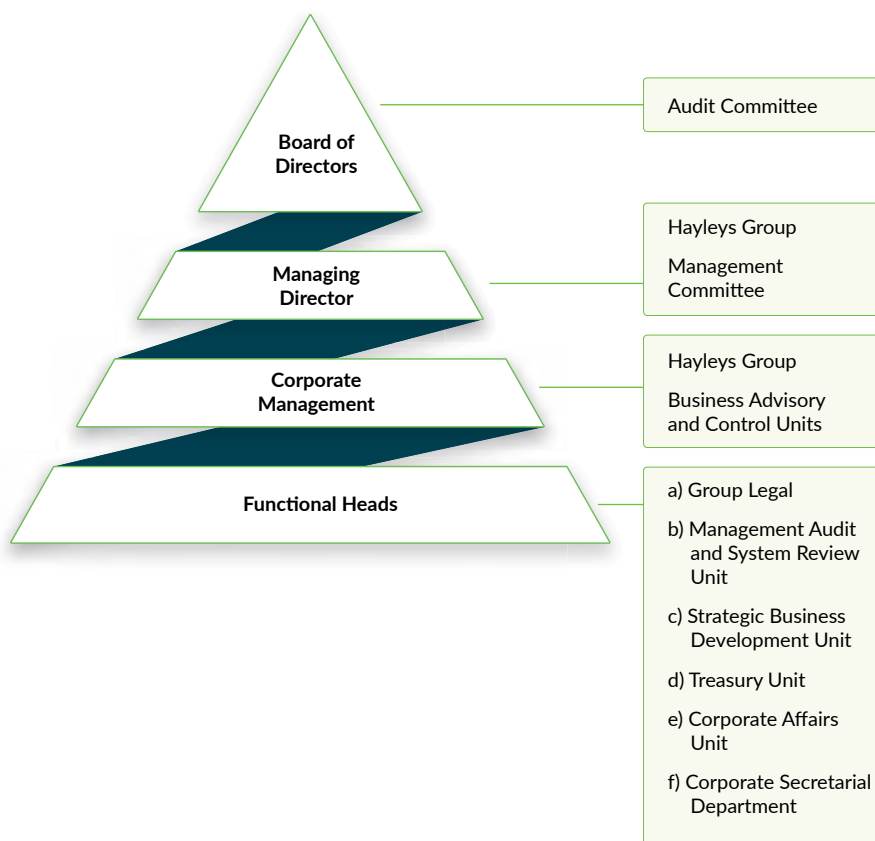 Board of
Directors
Audit Committee
Managing
Director
Hayleys Group
Management
Committee
Corporate
Management
Hayleys Group
Business Advisory
and Control Units
Functional Heads
a) Group Legal
b) Management Audit
and System Review
Unit
c) Strategic Business
Development Unit
d) Treasury Unit
e) Corporate Affairs
Unit
f) Corporate Secretarial
Department